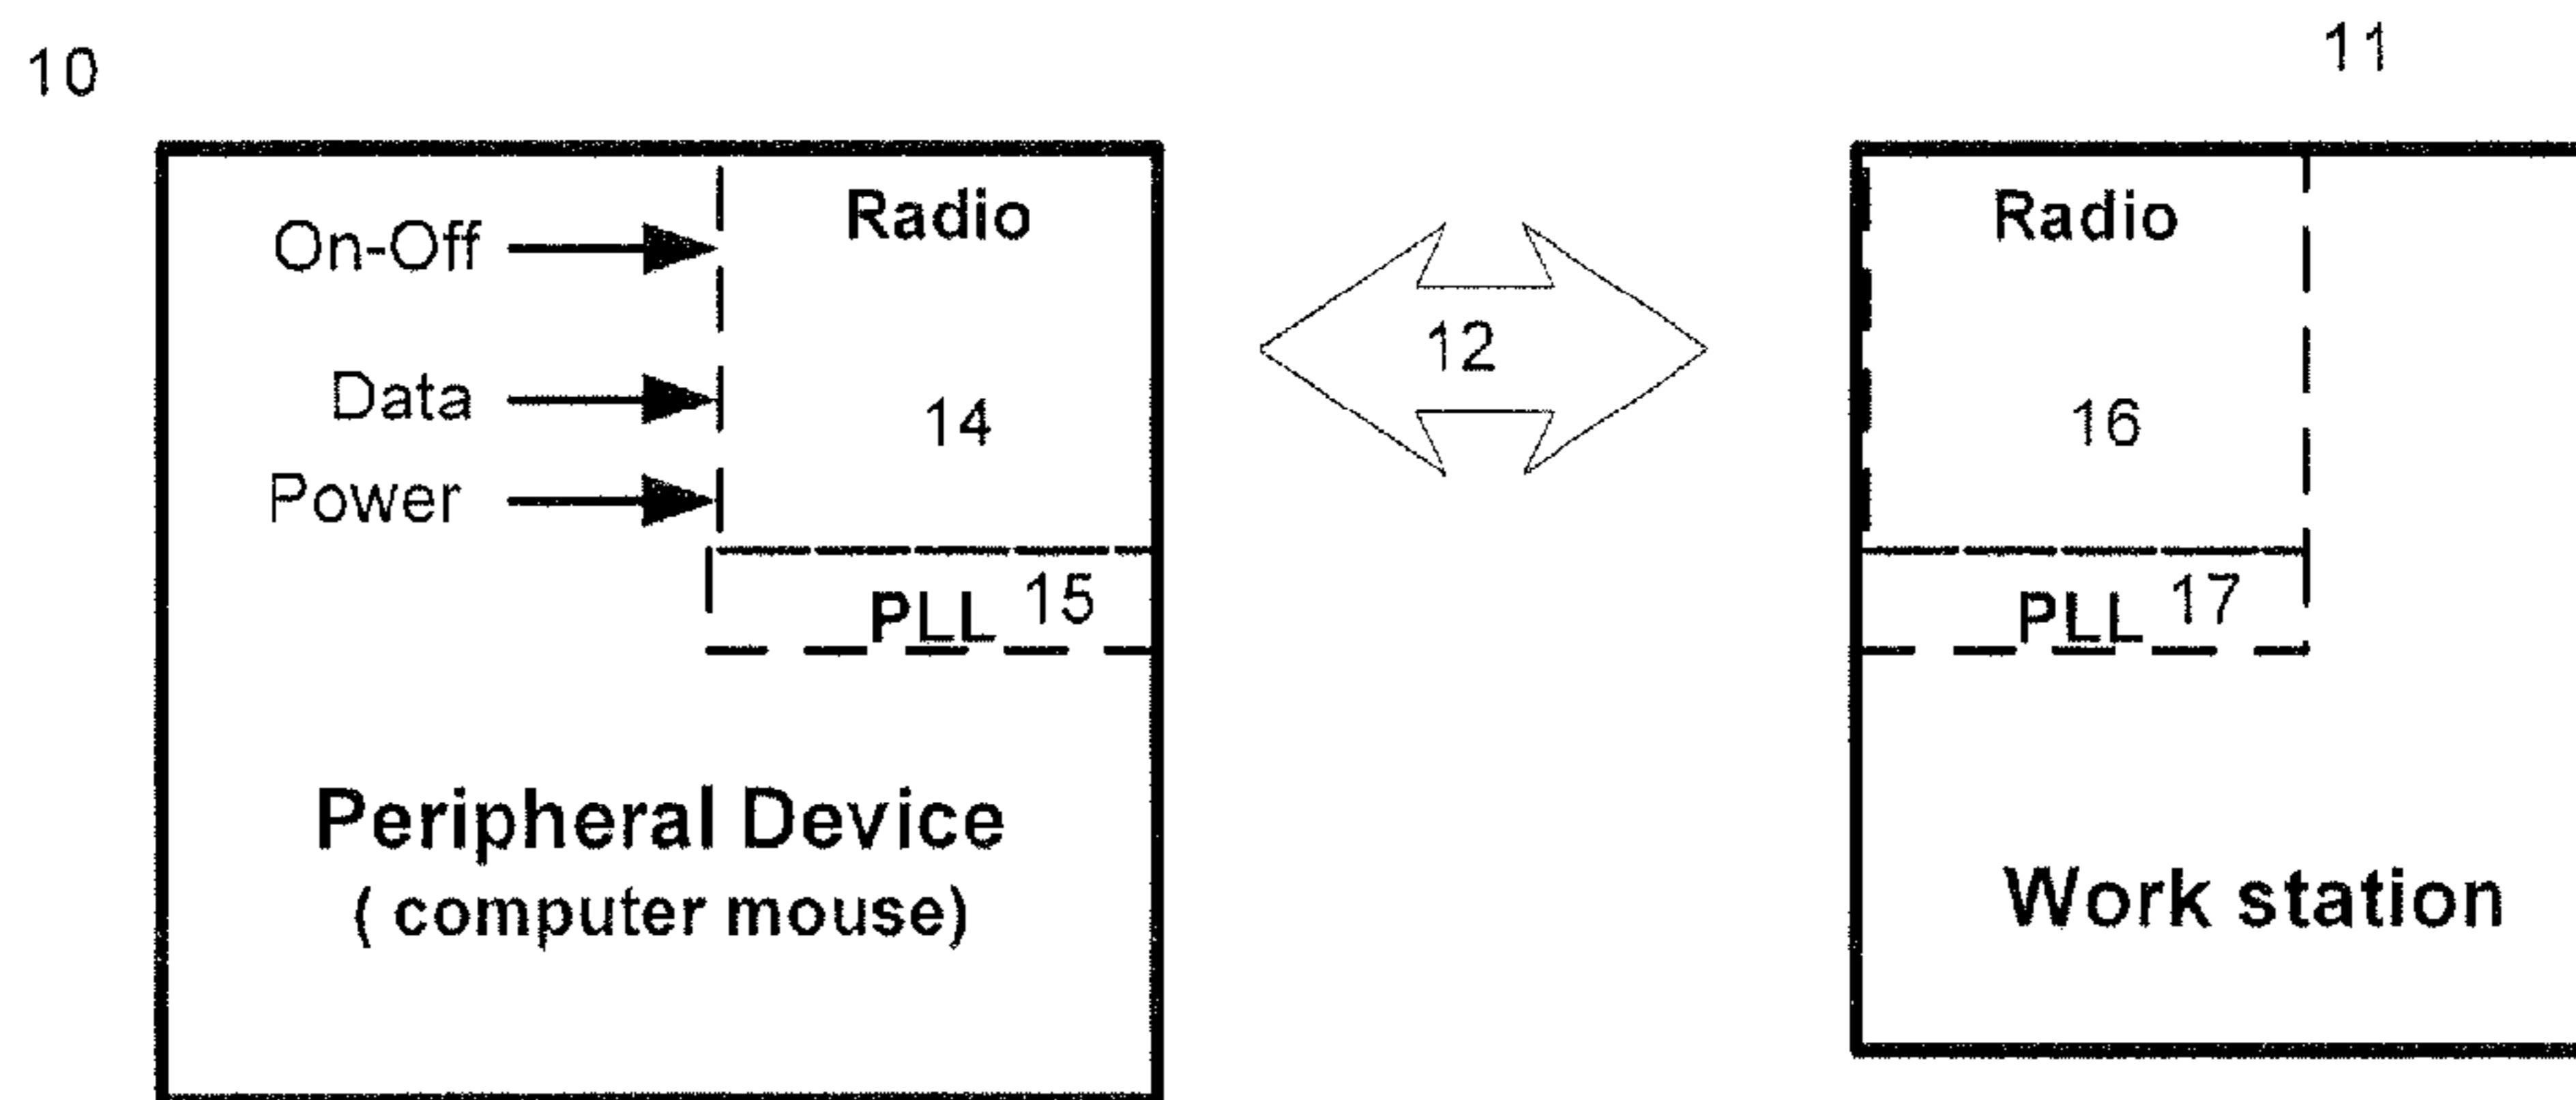 10
11
On-Off
Radio
Data
14
Power
PLL 15
Peripheral Device
( computer mouse)
12
Radio
16
PLL 17
Work station